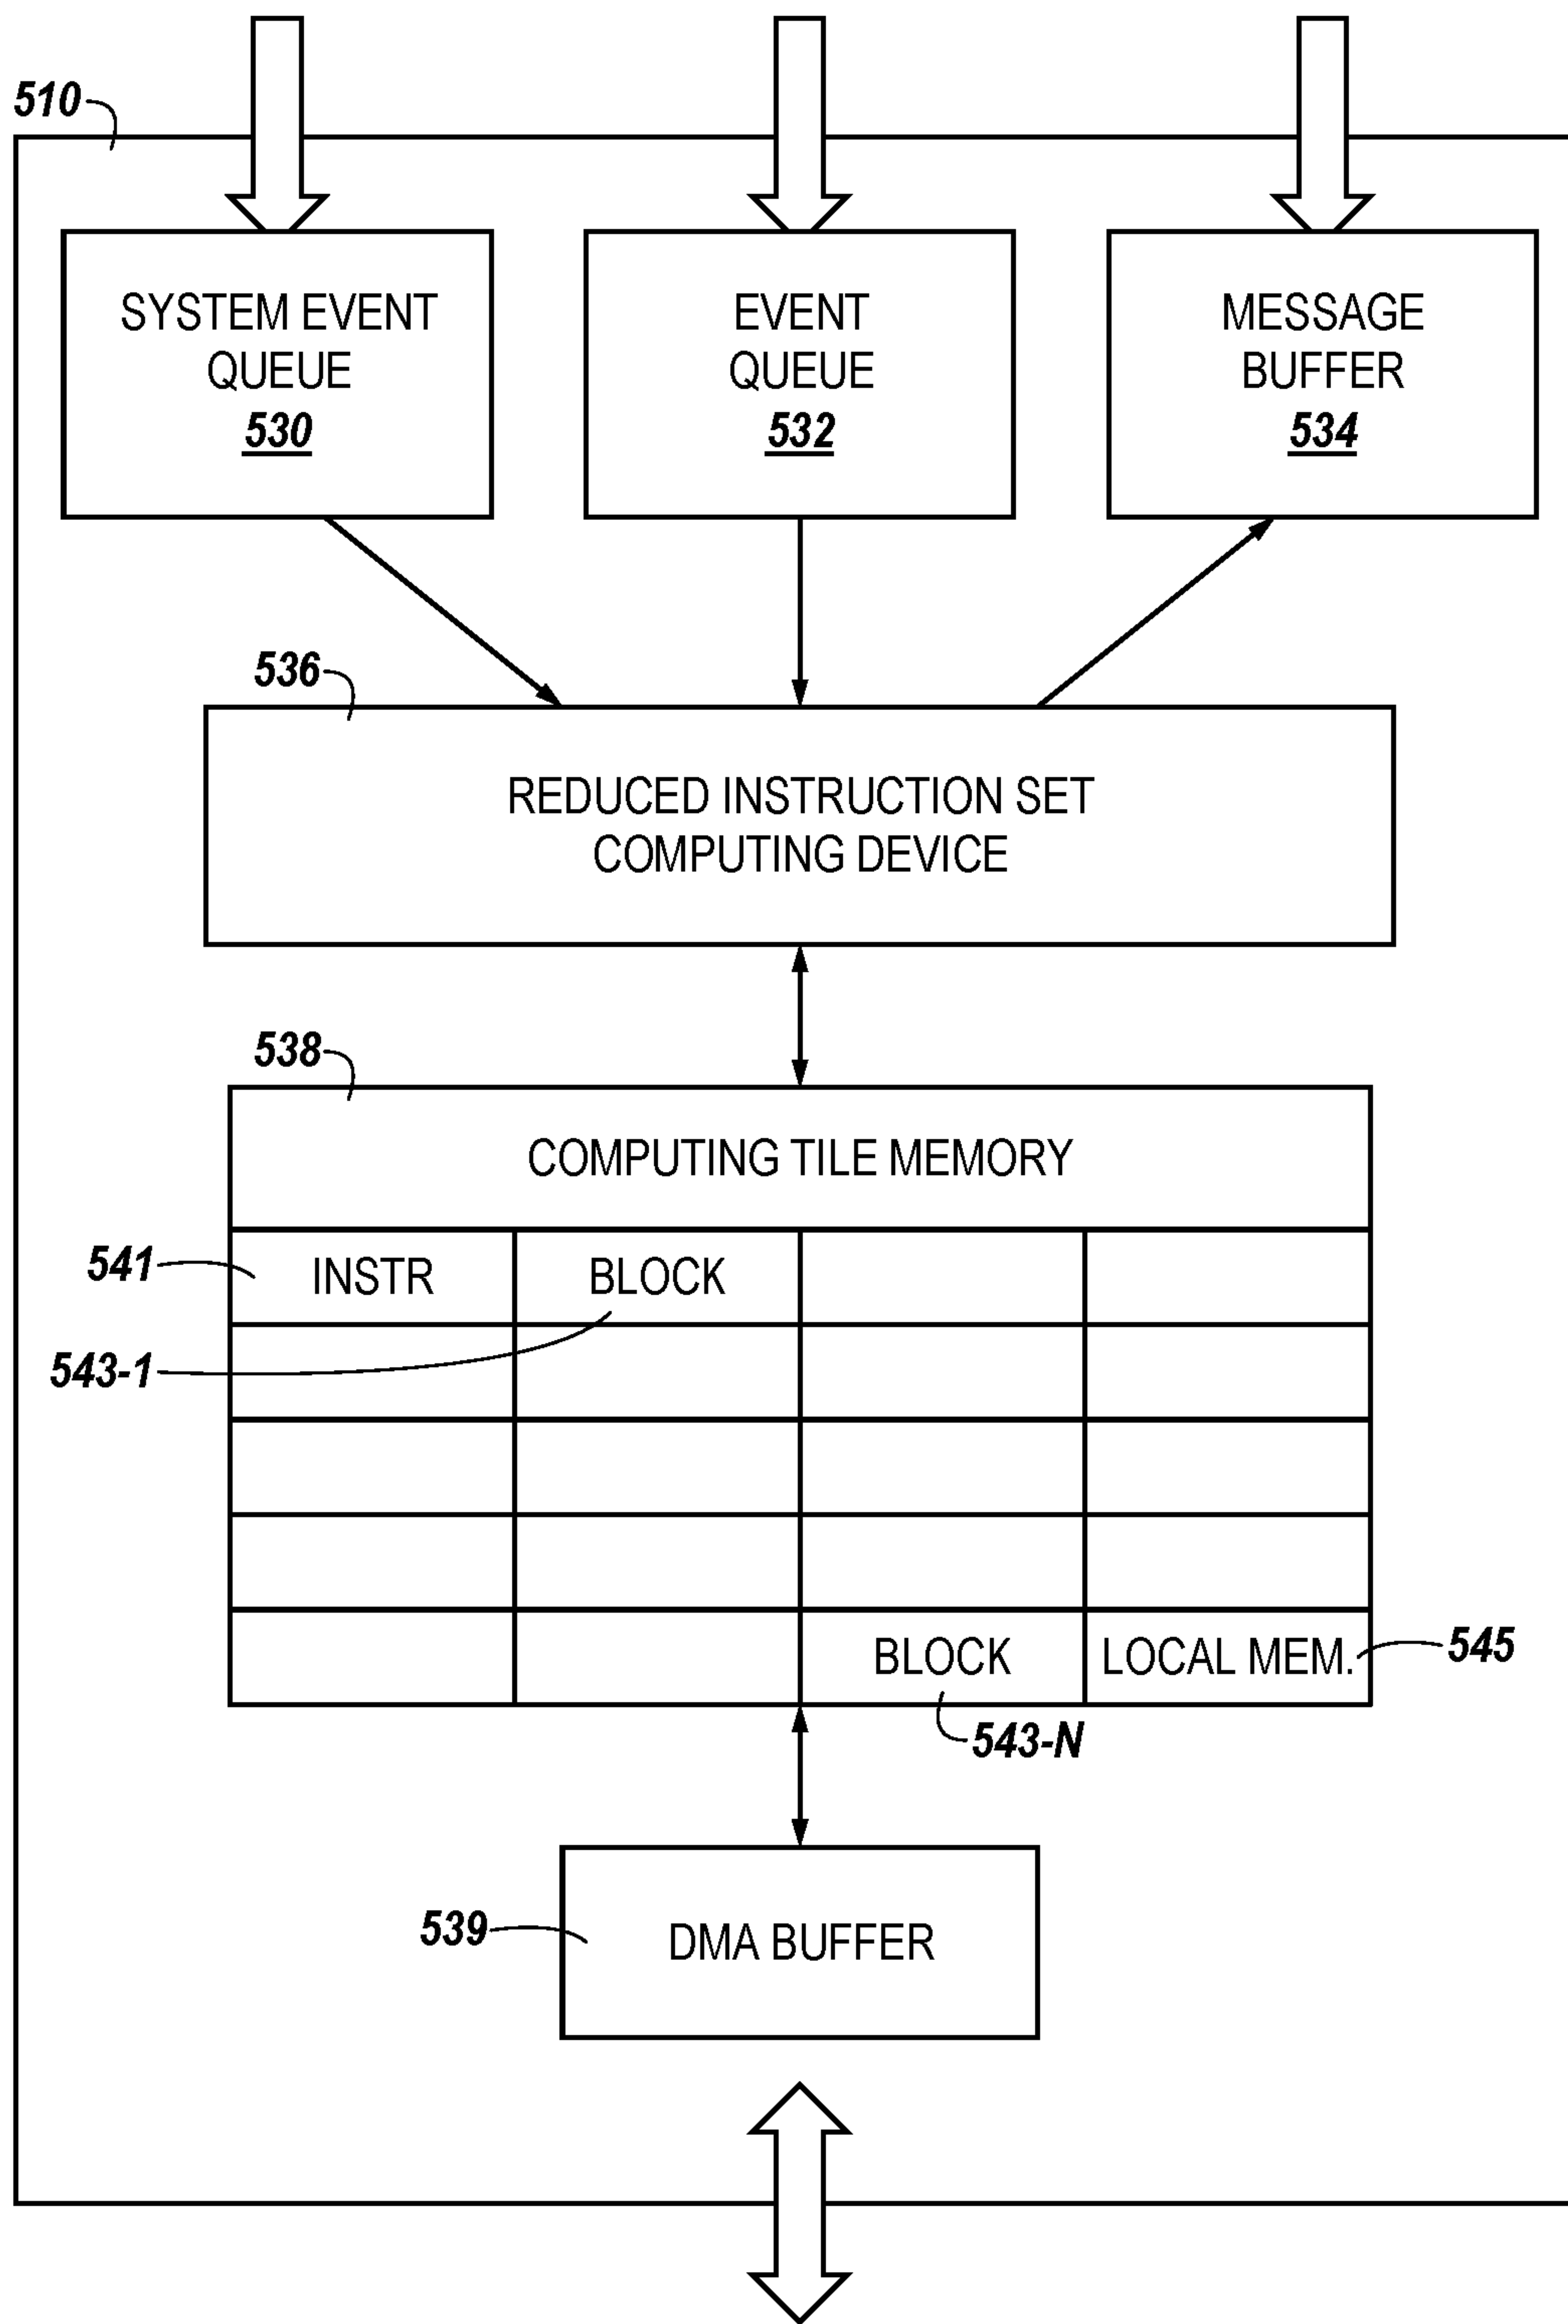 510
SYSTEM EVENT
QUEUE
530
EVENT
QUEUE
532
MESSAGE
BUFFER
534
536
REDUCED INSTRUCTION SET
COMPUTING DEVICE
538
COMPUTING TILE MEMORY
541
INSTR
BLOCK
543-1
BLOCK
LOCAL MEM.
545
543-N
539
DMA BUFFER